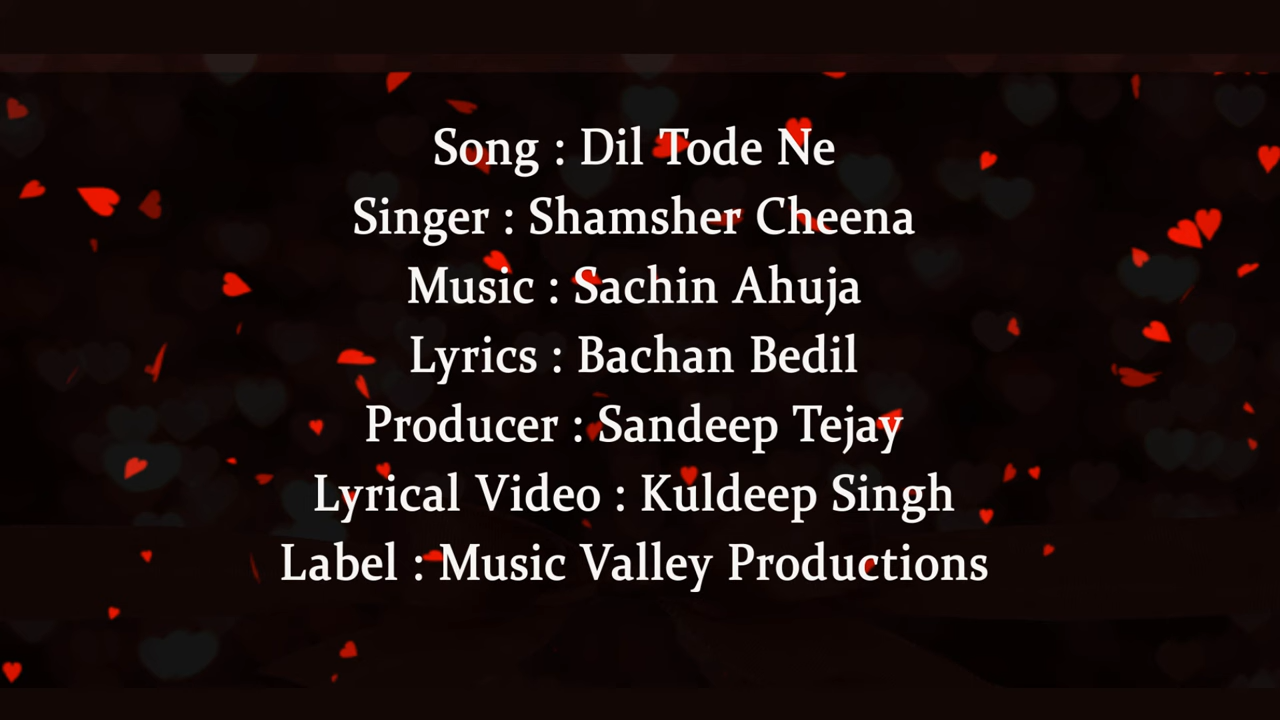 Song : Dil Tode Ne
Singer : Shamsher Cheena
Music : Sachin Ahuja
Lyrics : Bachan Bedil
Producer : Sandeep Tejay
Lyrical Video : Kuldeep Singh
Label : Music Valley Productions